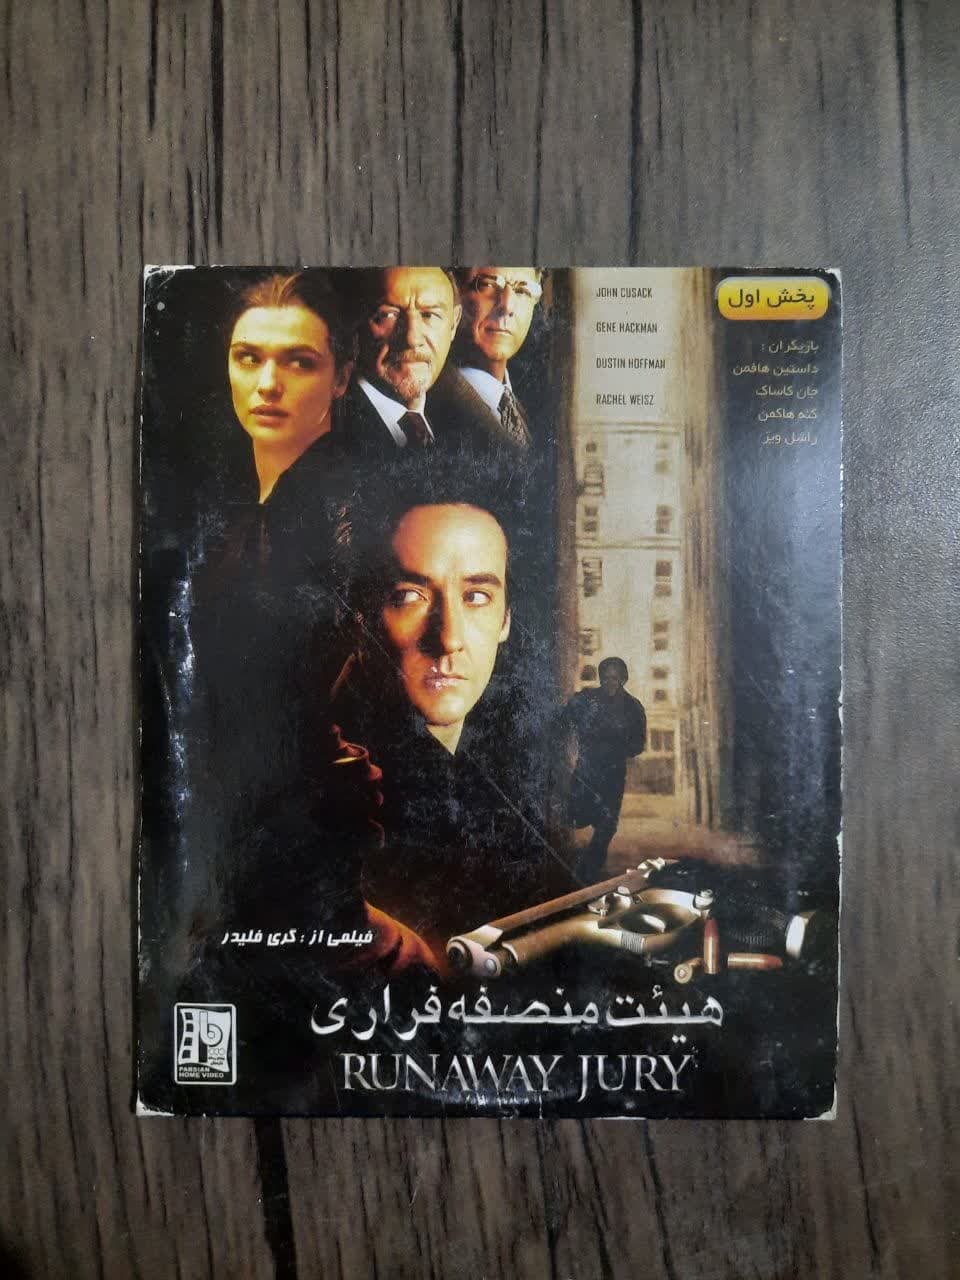 JOHN CUSACK
GENE HACKMAN
DUSTIN HOFFMAN
RACHEL WEISZ
پخش اول
بازیگران :
داستین هافمن
جان کاساک
کنه هاکمن
راشل ویز
فیلمی از : گری فلیدر
هیئت منصفه فراری
RUNAWAY JURY
PARSIAN
HOME VIDEO